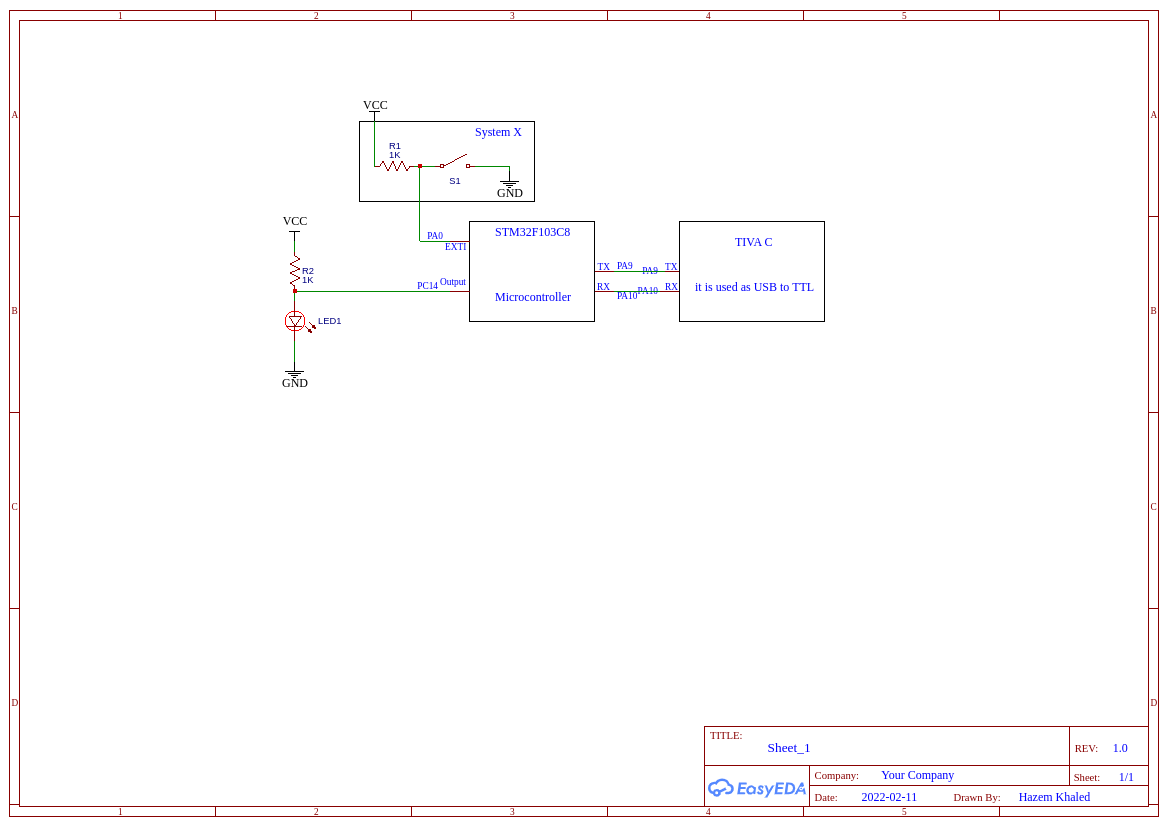 1 2 3 4 5
A A
VCC
System X
R1
1K
S1
GND
VCC
PA0
EXTI
STM32F103C8
TIVA C
R2
1K
TX PA9 PA9 TX
PC14 Output
RX PA10 PA10 RX
it is used as USB to TTL
Microcontroller
B B
LED1
GND
C C
D D
TITLE:
Sheet_1
REV: 1.0
EasyEDA
Company: Your Company
Sheet: 1/1
Date: 2022-02-11 Drawn By: Hazem Khaled
1 2 3 4 5